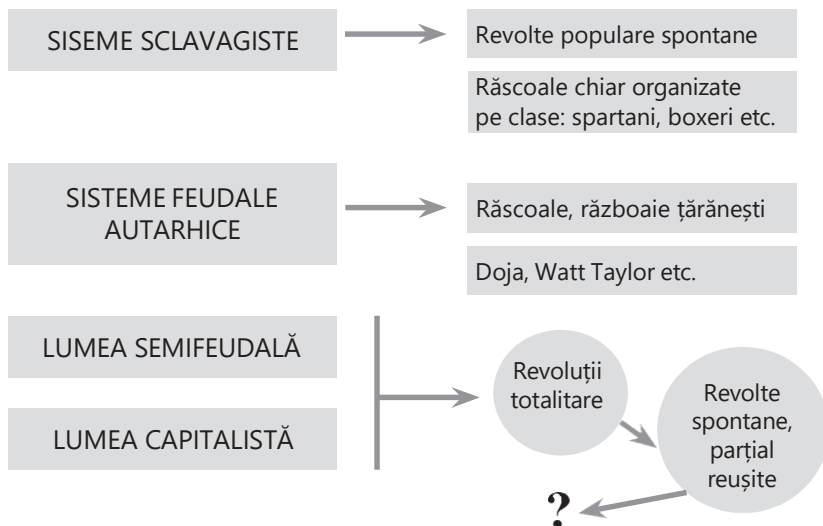 SISEME SCLAVAGISTE
Revolte populare spontane
Răscoale chiar organizate
pe clase: spartani, boxeri etc.
SISTEME FEUDALE
AUTARHICE
Răscoale, războaie țărănești
Doja, Watt Taylor etc.
LUMEA SEMIFEUDALĂ
LUMEA CAPITALISTĂ
Revoluții
totalitare
Revolte
spontane,
parțial
reușite
?